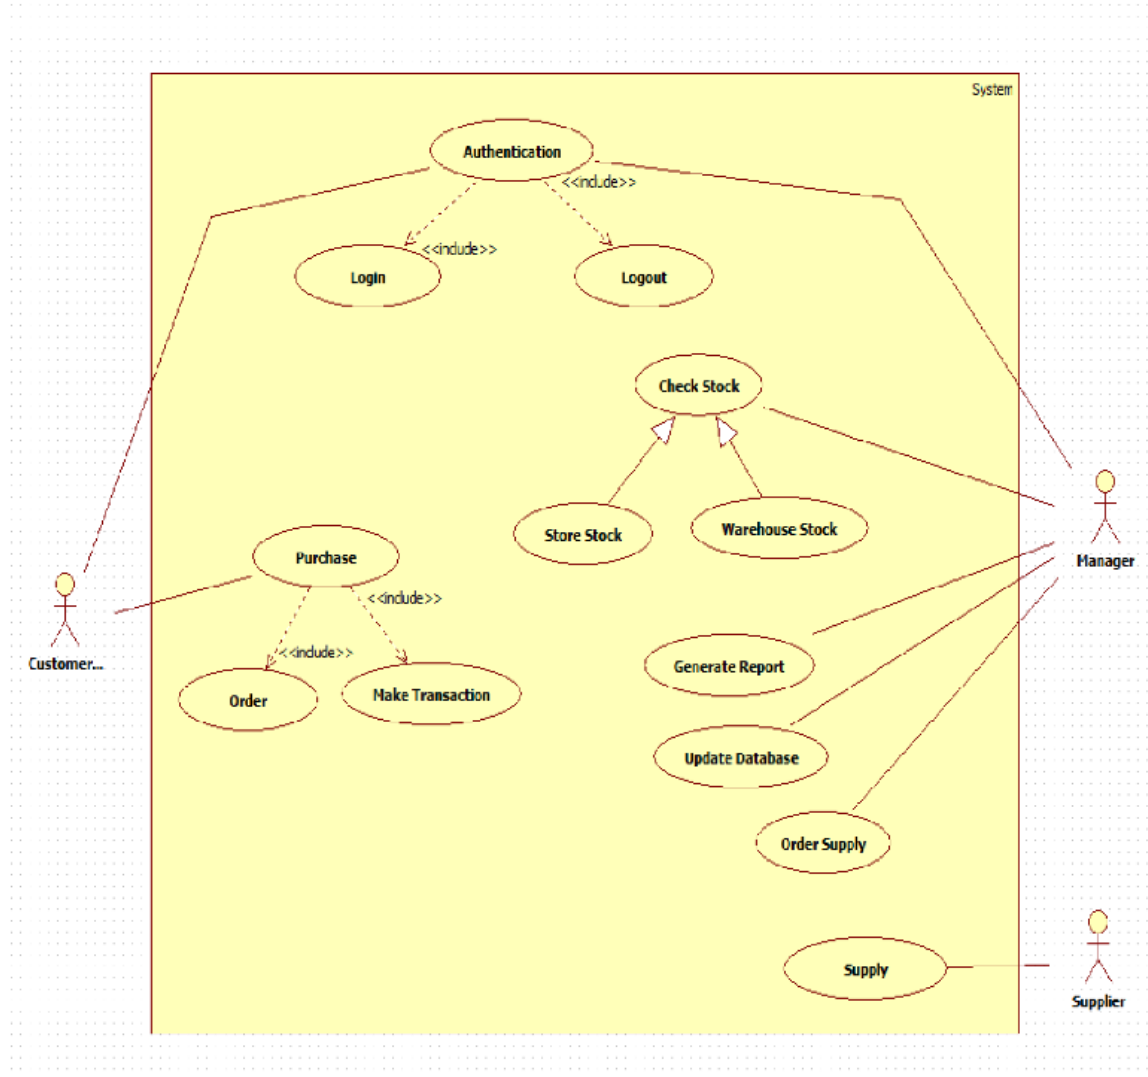 System
Authentication
<<include>>
<<include>>
Login
Logout
Check Stock
Store Stock
Warehouse Stock
Purchase
Manager
<<include>>
<<include>>
Customer...
Generate Report
Order
Make Transaction
Update Database
Order Supply
Supply
Supplier